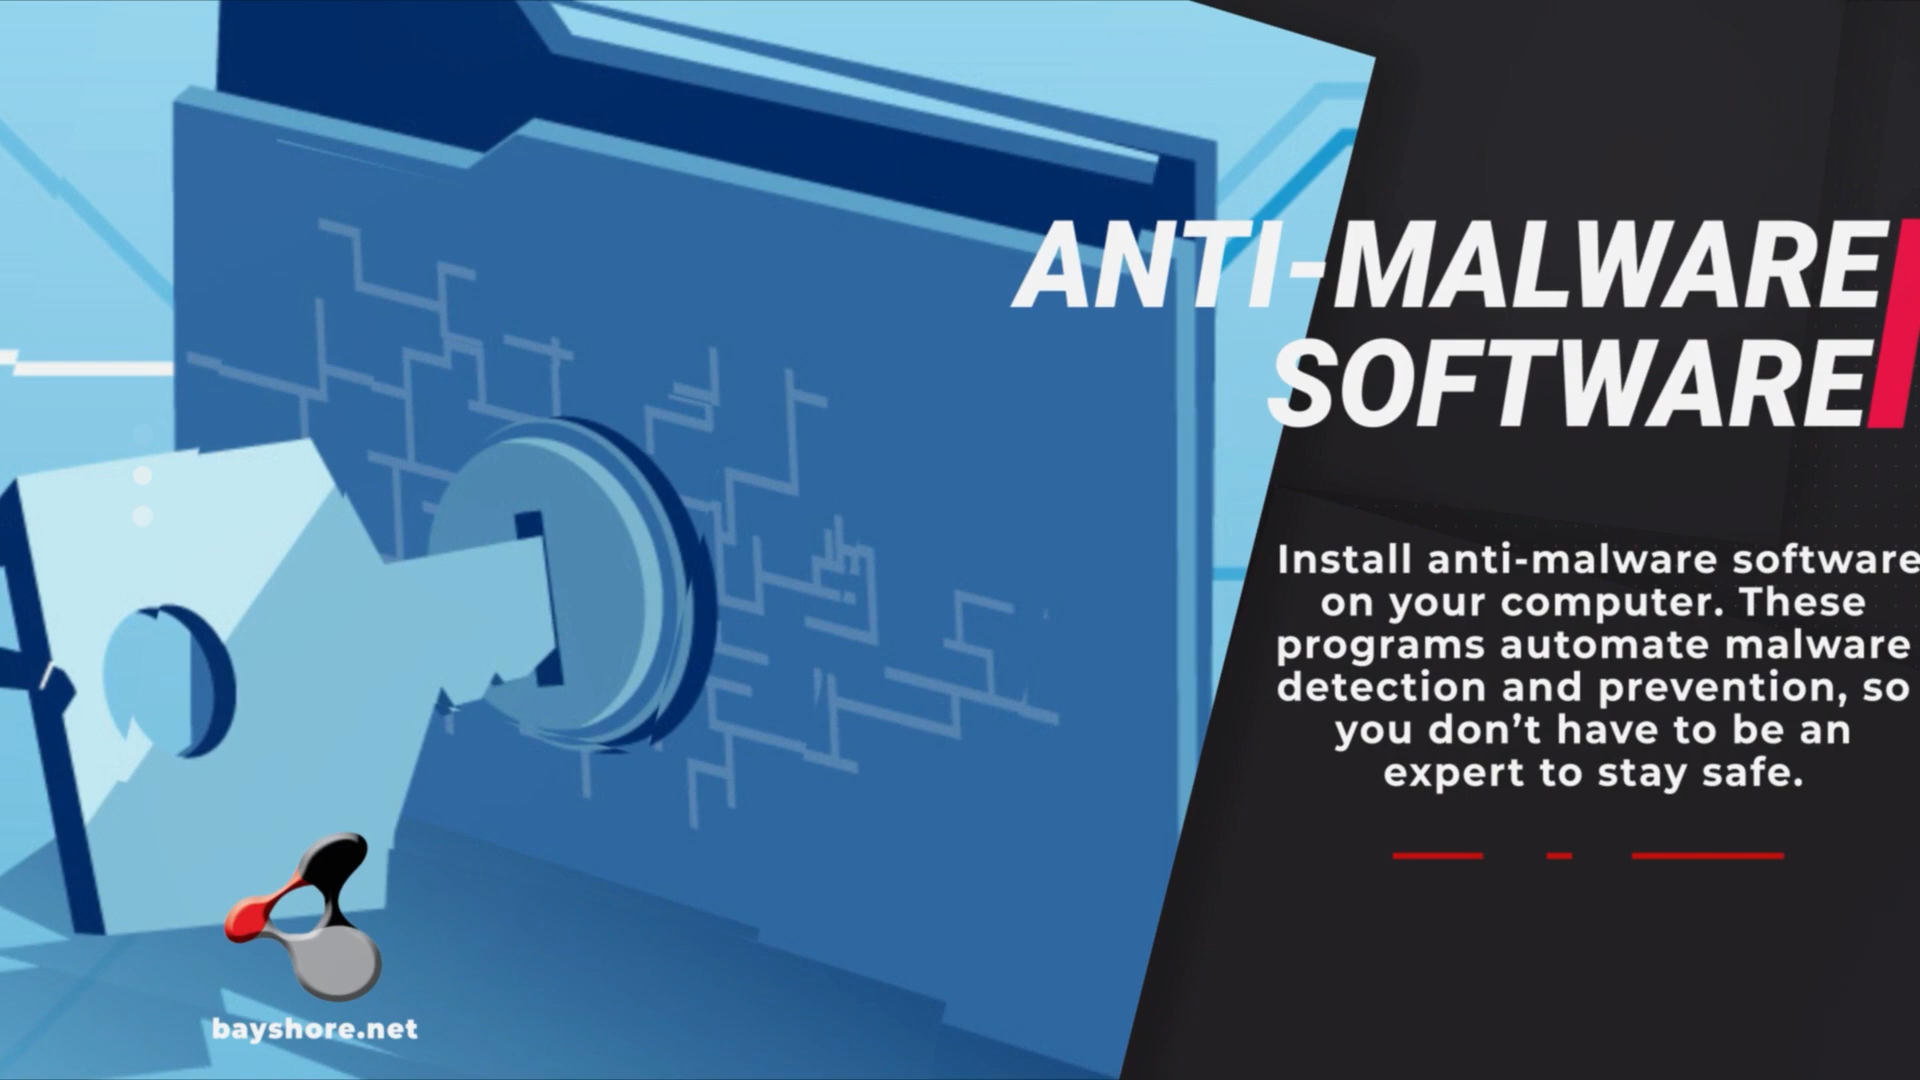 ANTI-MALWARE
SOFTWARE
Install anti-malware software
on your computer. These
programs automate malware
detection and prevention, so
you don’t have to be an
expert to stay safe.
bayshore.net